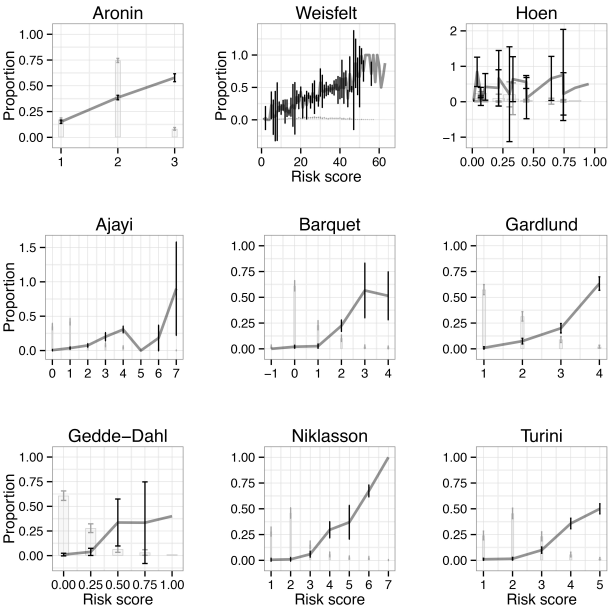 Aronin Weisfelt Hoen
Proportion
1.00
0.75
0.50
0.25
0.00
1 2 3
Proportion
1.0
0.5
0.0
0 20 40 60
Risk score
2
1
0
−1
0.00 0.25 0.50 0.75 1.00
Ajayi Barquet Gardlund
Proportion
1.5
1.0
0.5
0.0
0 1 2 3 4 5 6 7
1.00
0.75
0.50
0.25
0.00
−1 0 1 2 3 4
1.00
0.75
0.50
0.25
0.00
1 2 3 4
Gedde−Dahl Niklasson Turini
Proportion
1.00
0.75
0.50
0.25
0.00
0.00 0.25 0.50 0.75 1.00
Risk score
1.00
0.75
0.50
0.25
0.00
1 2 3 4 5 6 7
Risk score
1.00
0.75
0.50
0.25
0.00
1 2 3 4 5
Risk score